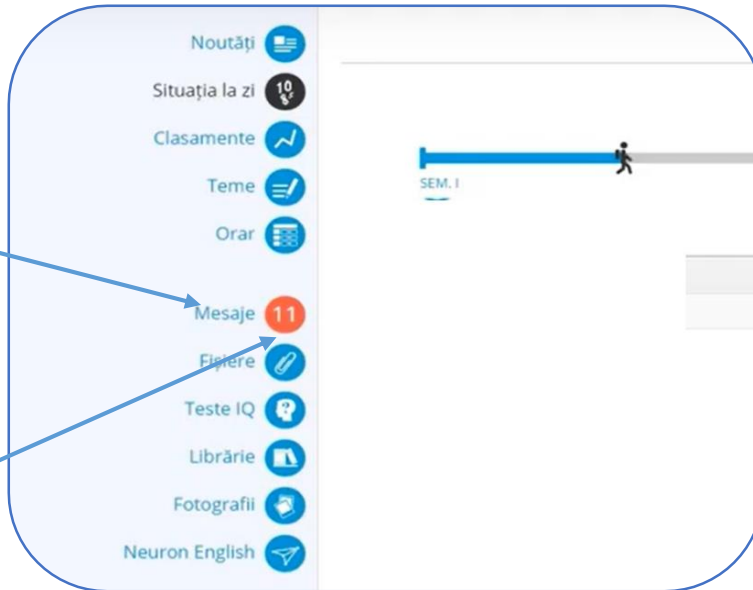 Noutăți
Situația la zi
Clasamente
Teme
Orar
Mesaje 11
Fișiere
Teste IQ
Librărie
Fotografii
Neuron English
SEM. I